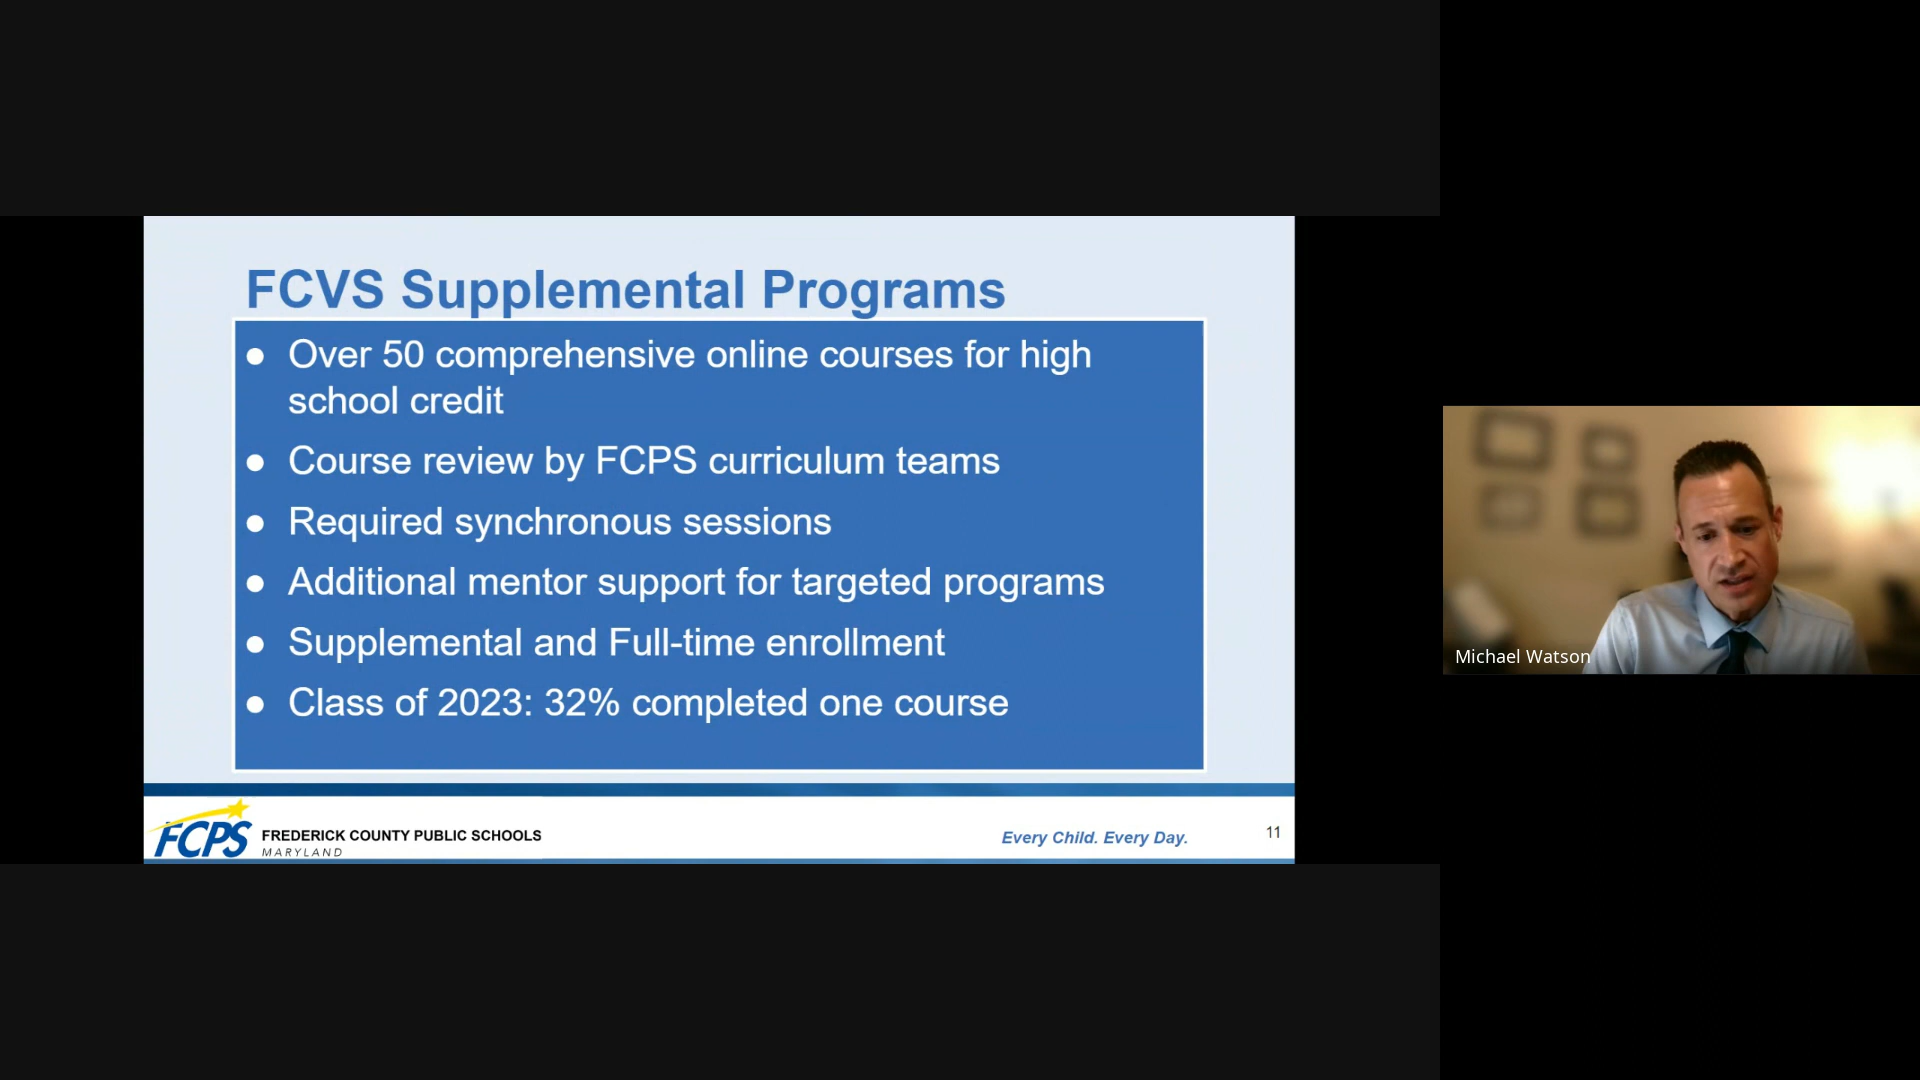 FCVS Supplemental Programs
● Over 50 comprehensive online courses for high
school credit
● Course review by FCPS curriculum teams
● Required synchronous sessions
● Additional mentor support for targeted programs
● Supplemental and Full-time enrollment
● Class of 2023: 32% completed one course
FCPS
FREDERICK COUNTY PUBLIC SCHOOLS
MARYLAND
Every Child. Every Day.
11
Michael Watson